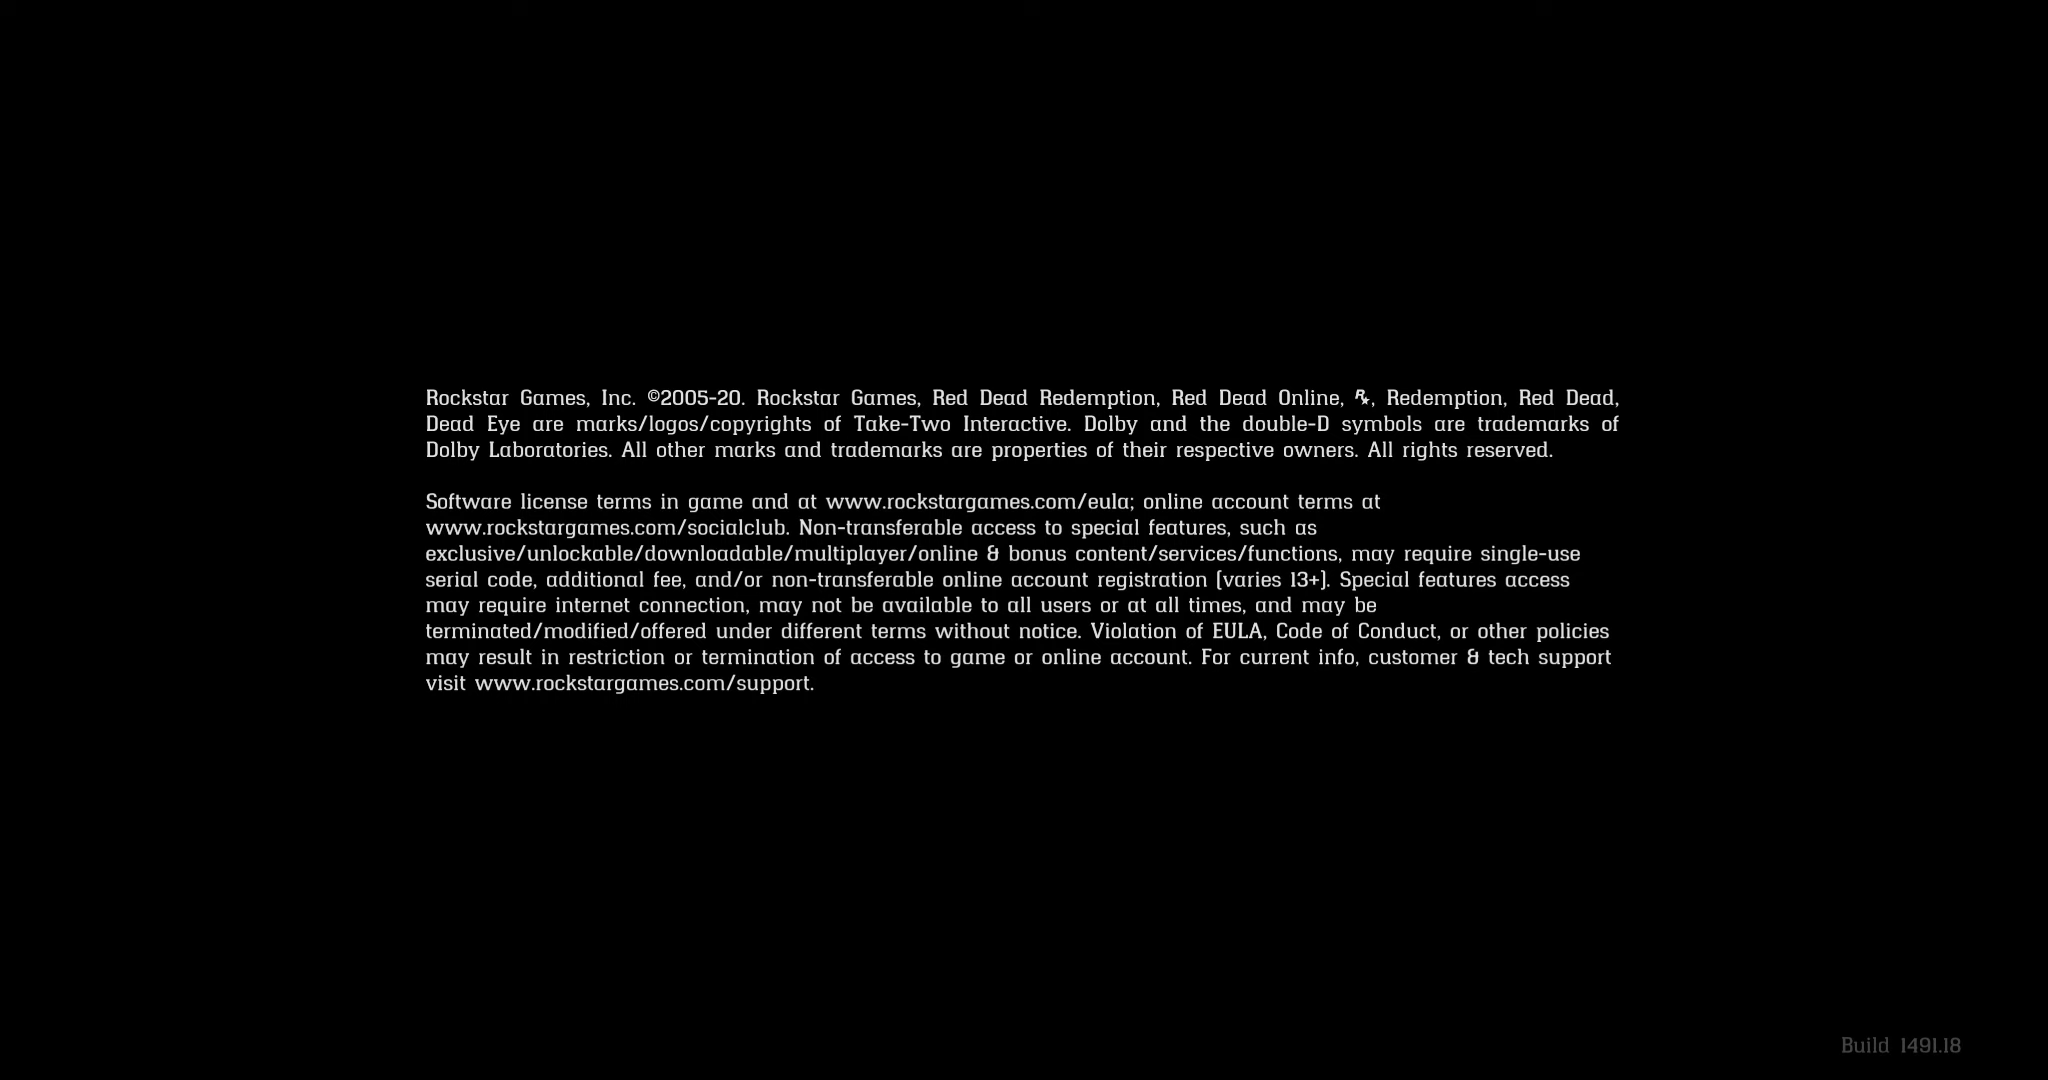 Rockstar Games, Inc. ©2005-20. Rockstar Games, Red Dead Redemption, Red Dead Online, R★, Redemption, Red Dead,
Dead Eye are marks/logos/copyrights of Take-Two Interactive. Dolby and the double-D symbols are trademarks of
Dolby Laboratories. All other marks and trademarks are properties of their respective owners. All rights reserved.
Software license terms in game and at www.rockstargames.com/eula; online account terms at
www.rockstargames.com/socialclub. Non-transferable access to special features, such as
exclusive/unlockable/downloadable/multiplayer/online & bonus content/services/functions, may require single-use
serial code, additional fee, and/or non-transferable online account registration (varies 13+). Special features access
may require internet connection, may not be available to all users or at all times, and may be
terminated/modified/offered under different terms without notice. Violation of EULA, Code of Conduct, or other policies
may result in restriction or termination of access to game or online account. For current info, customer & tech support
visit www.rockstargames.com/support.
Build 1491.18